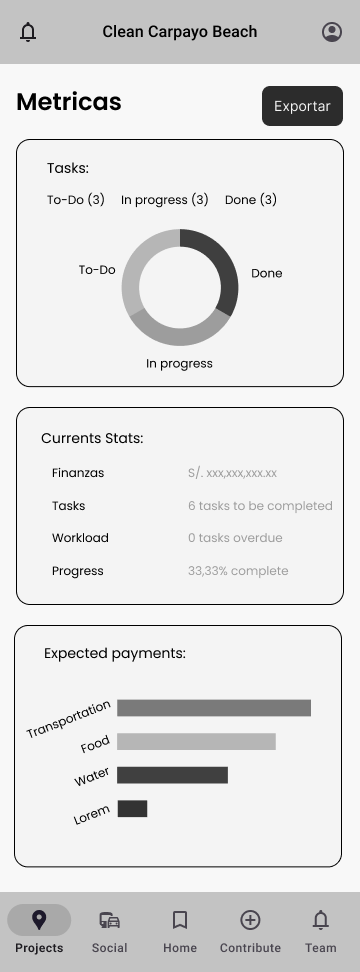 Clean Carpayo Beach
Metricas
Exportar
Tasks:
To-Do (3) In progress (3) Done (3)
To-Do
Done
In progress
Currents Stats:
Finanzas S/. xxx,xxx,xxx.xx
Tasks 6 tasks to be completed
Workload 0 tasks overdue
Progress 33,33% complete
Expected payments:
Transportation
Food
Water
Lorem
Projects Social Home Contribute Team